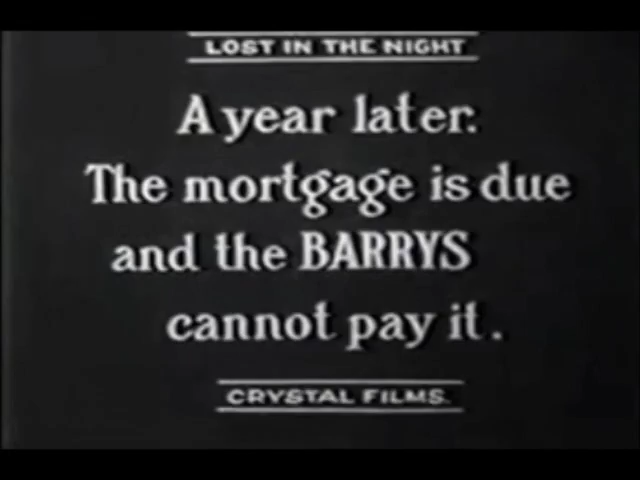 LOST IN THE NIGHT
A year later.
The mortgage is due
and the BARRYS
cannot pay it.
CRYSTAL FILMS.